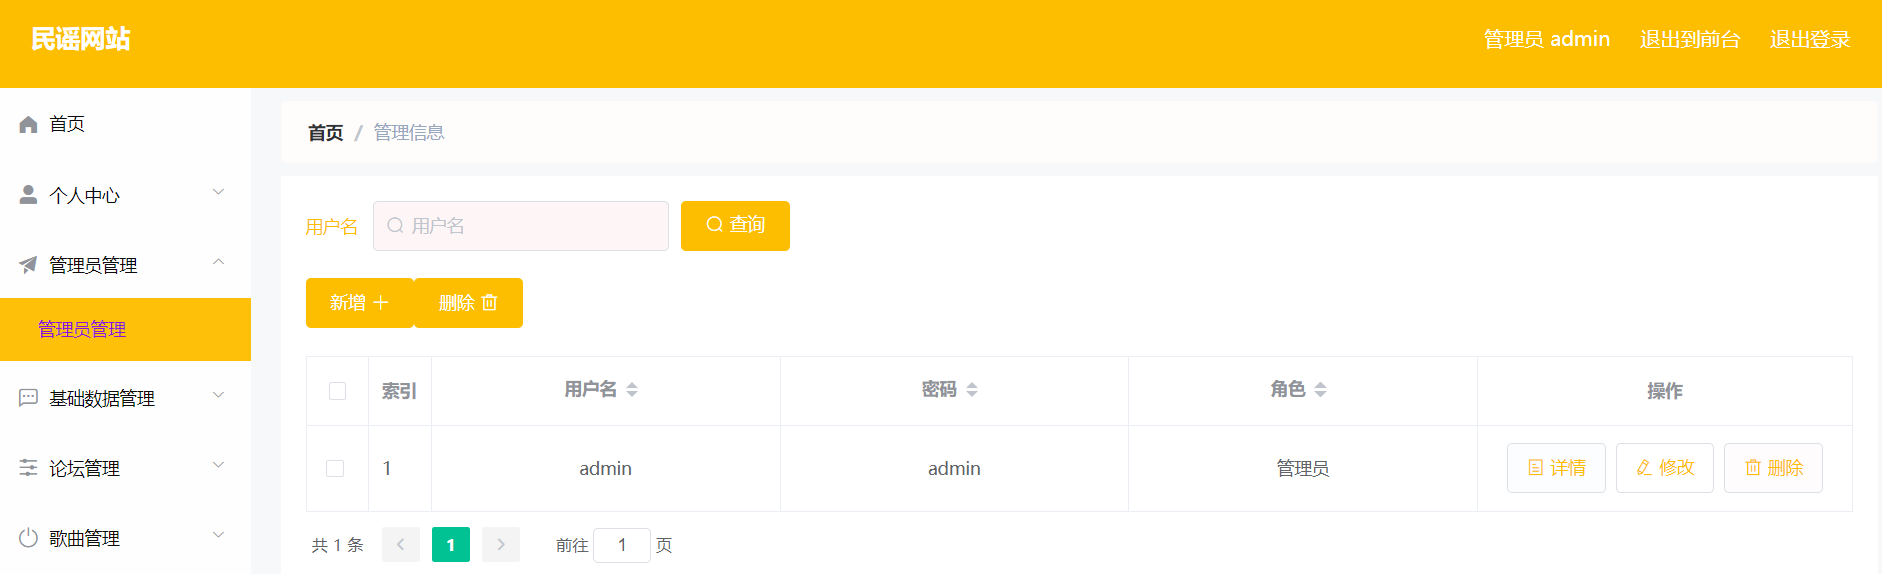 民谣网站
管理员 admin 退出到前台 退出登录
首页
个人中心
管理员管理
管理员管理
基础数据管理
论坛管理
歌曲管理
首页 / 管理信息
用户名 用户名 查询
新增 删除
索引 用户名 密码 角色 操作
1 admin admin 管理员 详情 修改 删除
共 1 条 1 前往 1 页